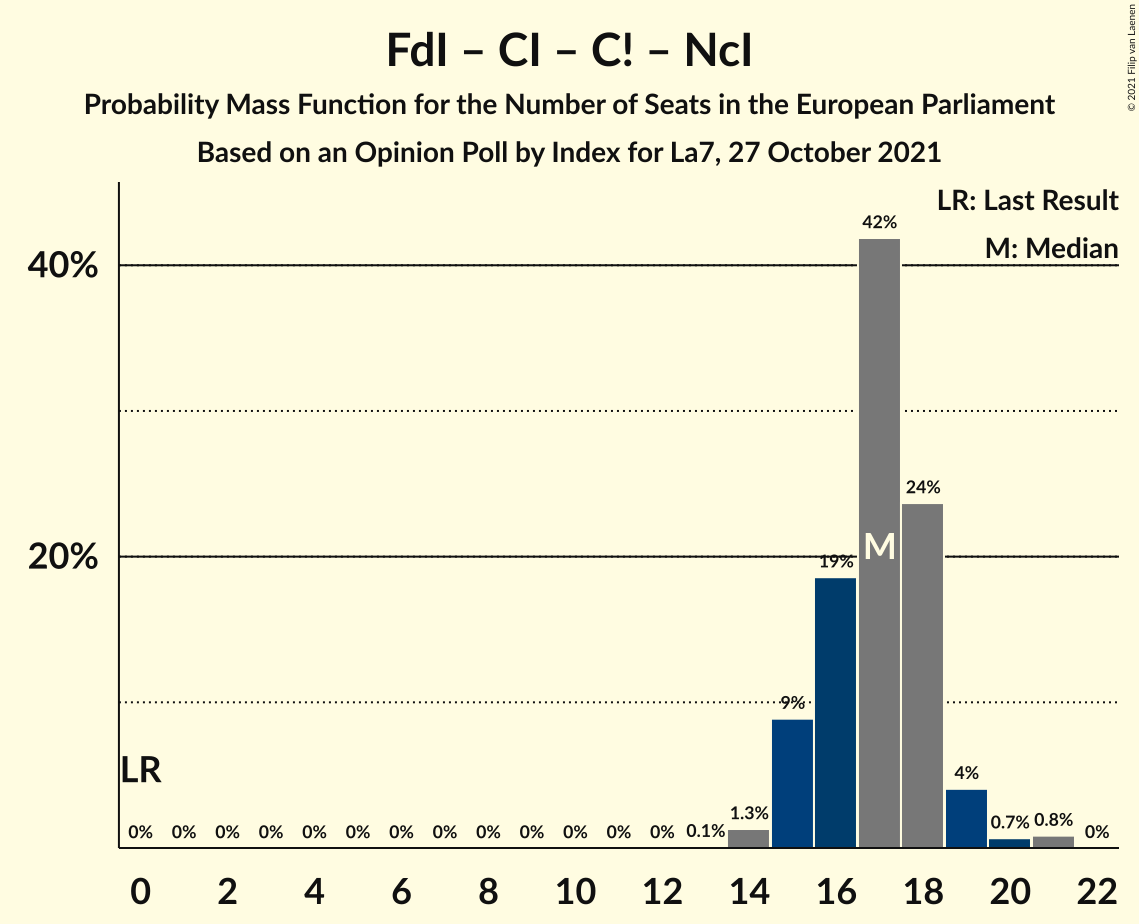 FdI – CI – C! – NcI
Probability Mass Function for the Number of Seats in the European Parliament
Based on an Opinion Poll by Index for La7, 27 October 2021
© 2021 Filip van Laenen
LR: Last Result
M: Median
40%
20%
42%
24%
19%
M
9%
LR
4%
1.3%
0% 0% 0% 0% 0% 0% 0% 0% 0% 0% 0% 0% 0% 0.1% 0.7% 0.8% 0%
0 2 4 6 8 10 12 14 16 18 20 22